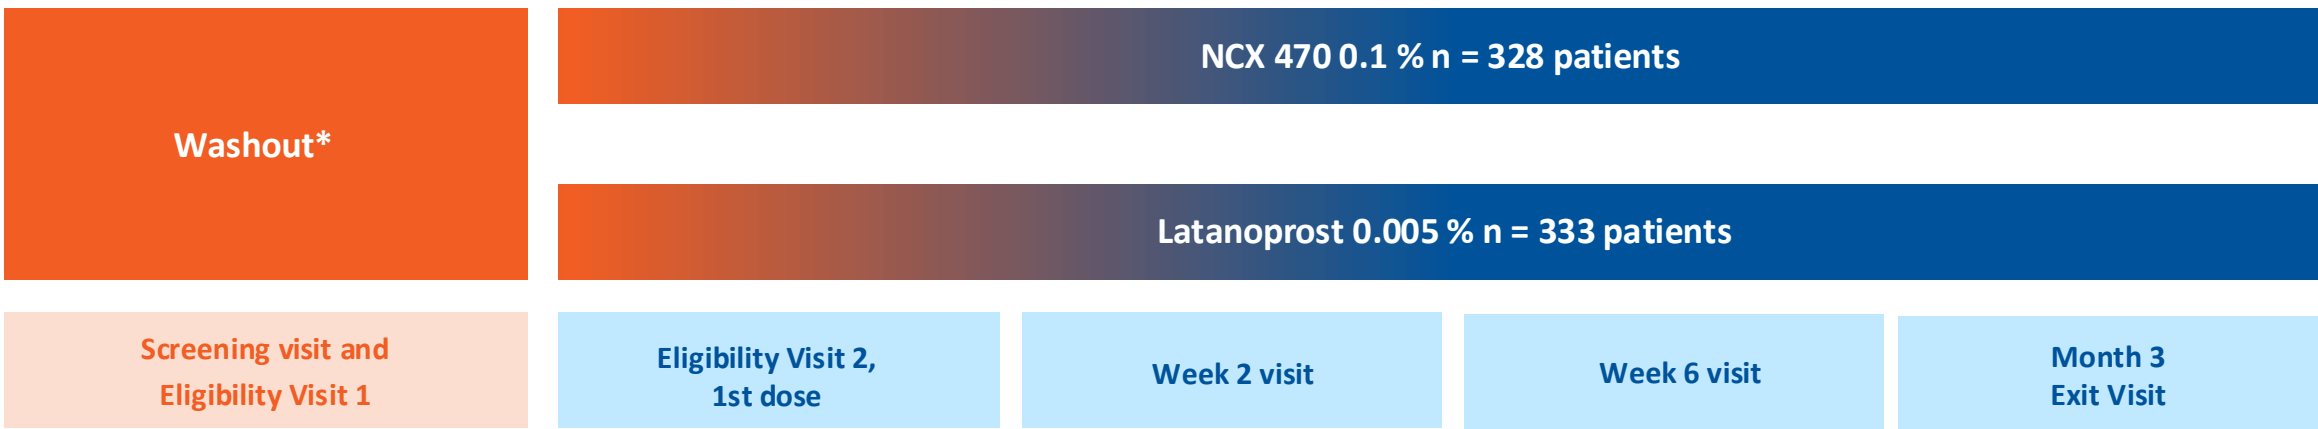 Washout*
NCX 470 0.1 % n = 328 patients
Latanoprost 0.005 % n = 333 patients
Screening visit and
Eligibility Visit 1
Eligibility Visit 2,
1st dose
Week 2 visit
Week 6 visit
Month 3
Exit Visit